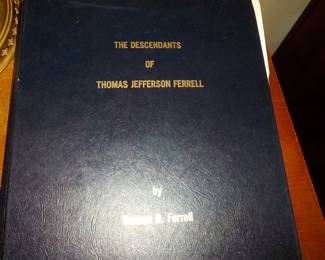 THE DESCENDANTS
OF
THOMAS JEFFERSON FERRELL
by
D. Ferrell